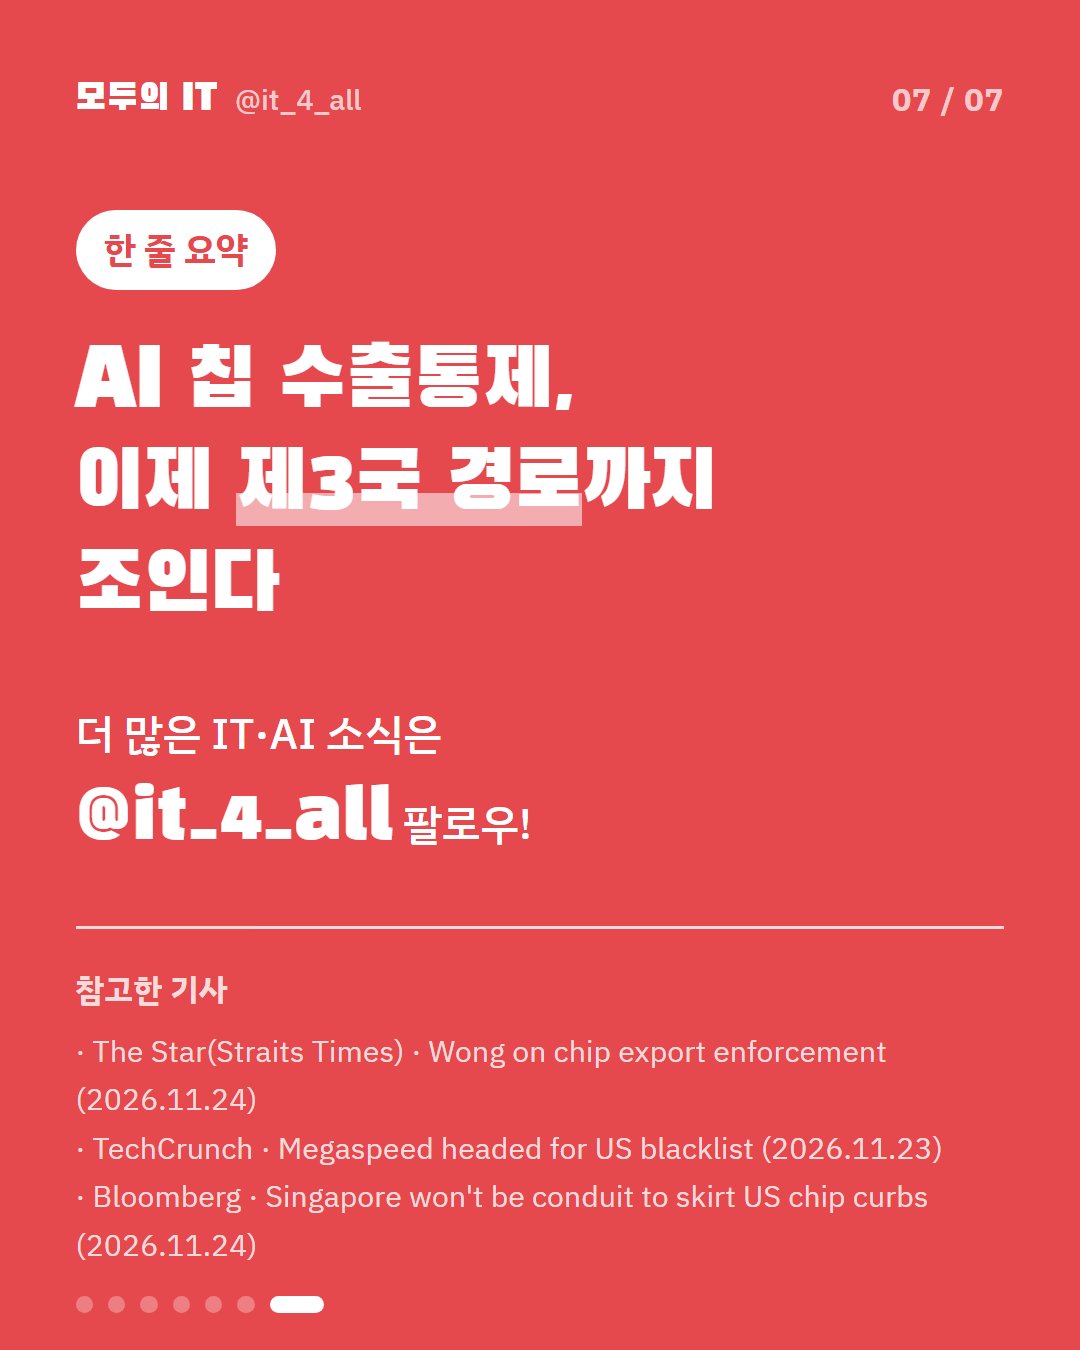 모두의 IT @it_4_all
07 / 07
한 줄 요약
AI 칩 수출통제,
이제 제3국 경로까지
조인다
더 많은 IT·AI 소식은
@it_4_all 팔로우!
참고한 기사
· The Star(Straits Times) · Wong on chip export enforcement
(2026.11.24)
· TechCrunch · Megaspeed headed for US blacklist (2026.11.23)
· Bloomberg · Singapore won't be conduit to skirt US chip curbs
(2026.11.24)